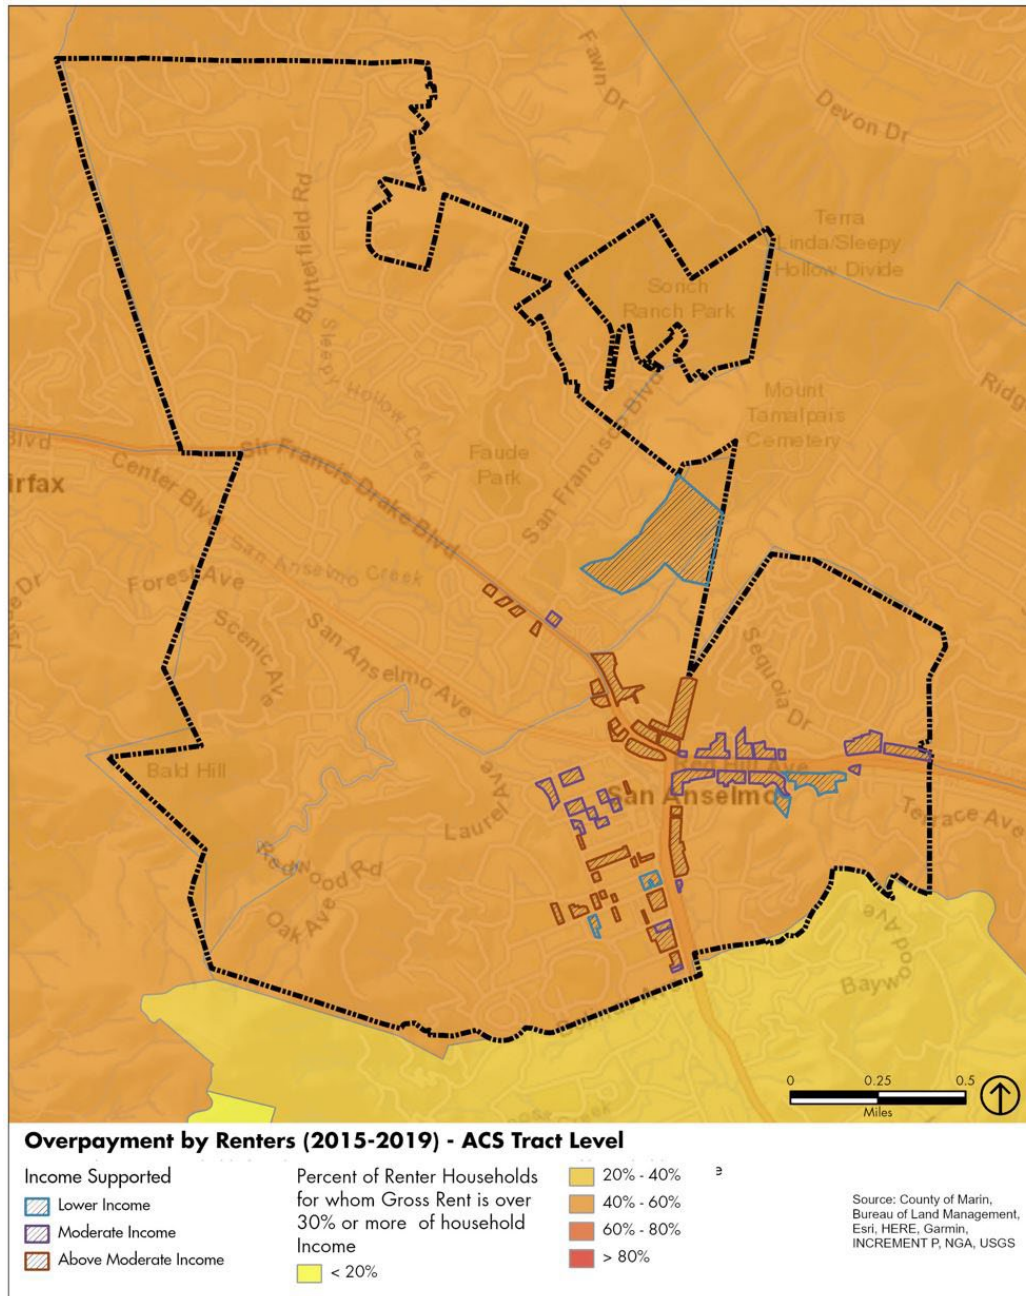 Fawn Dr
Devon Dr
Butterfield Rd
Terra
Linda/Sleepy
Hollow Divide
Sorich
Ranch Park
Sleepy Hollow Creek
San Francisco Blvd
Mount
Tamalpais
Cemetery
Ridg
Blvd
irfax
Center Blvd
Sir Francis Drake Blvd
Faude
Park
San Anselmo Creek
Forest Ave
Scenic Ave
San Anselmo Ave
Sequoia Dr
Bald Hill
Red Hill Ave
San Anselmo
Laurel Ave
Terrace Ave
Redwood Rd
Oak Ave
Baywood Ave
0 0.25 0.5
Miles
Overpayment by Renters (2015-2019) - ACS Tract Level
Income Supported
Lower Income
Moderate Income
Above Moderate Income
Percent of Renter Households
for whom Gross Rent is over
30% or more of household
Income
< 20%
20% - 40%
40% - 60%
60% - 80%
> 80%
Source: County of Marin,
Bureau of Land Management,
Esri, HERE, Garmin,
INCREMENT P, NGA, USGS